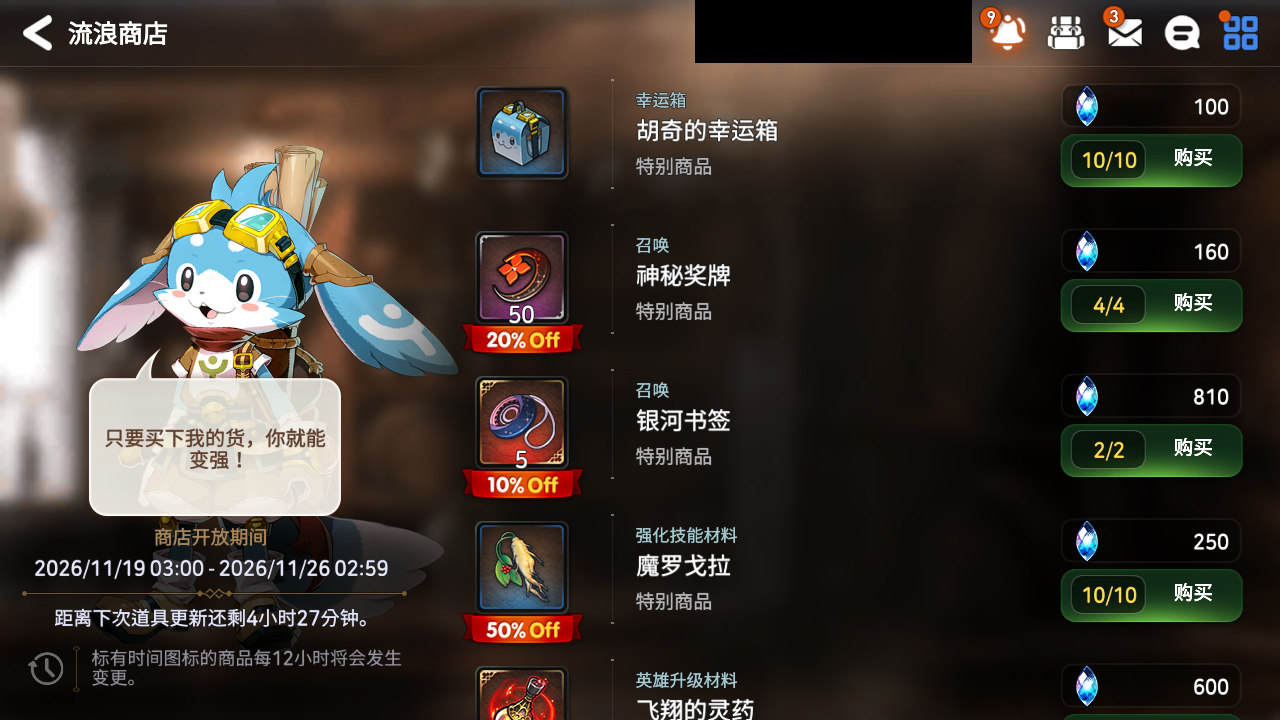 流浪商店
9
3
幸运箱
胡奇的幸运箱
特别商品
100
10/10
购买
召唤
神秘奖牌
特别商品
50
20% Off
160
4/4
购买
召唤
银河书签
特别商品
5
10% Off
810
2/2
购买
强化技能材料
魔罗戈拉
特别商品
50% Off
250
10/10
购买
英雄升级材料
飞翔的灵药
600
只要买下我的货，你就能
变强！
商店开放期间
2026/11/19 03:00 - 2026/11/26 02:59
距离下次道具更新还剩4小时27分钟。
标有时间图标的商品每12小时将会发生
变更。